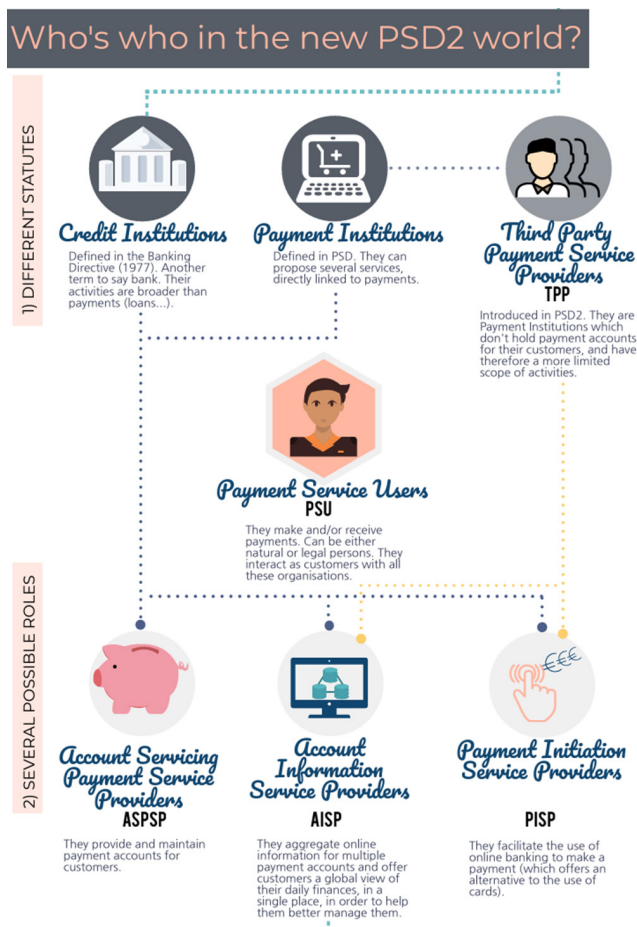 Who's who in the new PSD2 world?
1) DIFFERENT STATUTES
Credit Institutions
Defined in the Banking
Directive (1977). Another
term to say bank. Their
activities are broader than
payments (loans...).
Payment Institutions
Defined in PSD. They can
propose several services,
directly linked to payments.
Third Party
Payment Service
Providers
TPP
Introduced in PSD2. They are
Payment Institutions which
don't hold payment accounts
for their customers, and have
therefore a more limited
scope of activities.
Payment Service Users
PSU
They make and/or receive
payments. Can be either
natural or legal persons. They
interact as customers with all
these organisations.
2) SEVERAL POSSIBLE ROLES
Account Servicing
Payment Service
Providers
ASPSP
They provide and maintain
payment accounts for
customers.
Account
Information
Service Providers
AISP
They aggregate online
information for multiple
payment accounts and offer
customers a global view of
their daily finances, in a
single place, in order to help
them better manage them.
€€€
Payment Initiation
Service Providers
PISP
They facilitate the use of
online banking to make a
payment (which offers an
alternative to the use of
cards).